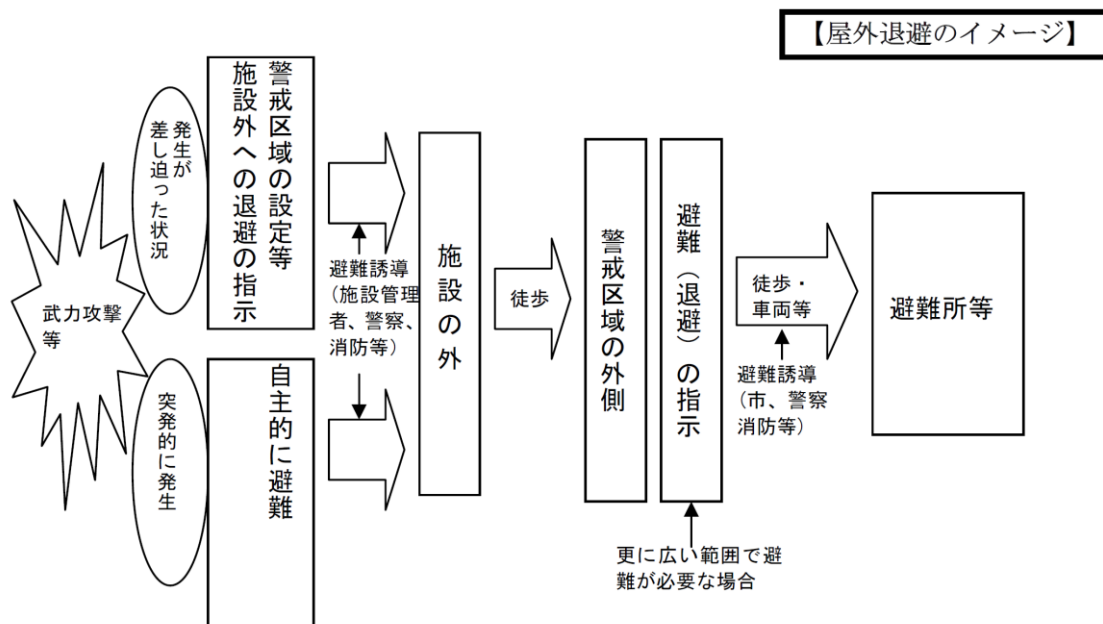 【屋外退避のイメージ】
武力攻撃
等
発生が
差し迫った状況
警戒区域の設定等
施設外への退避の指示
突発的に発生
自主的に避難
避難誘導
(施設管理
者、警察、
消防等)
施設の外
徒歩
警戒区域の外側
避難（退避）の指示
更に広い範囲で避
難が必要な場合
徒歩・
車両等
避難誘導
(市、警察
消防等)
避難所等